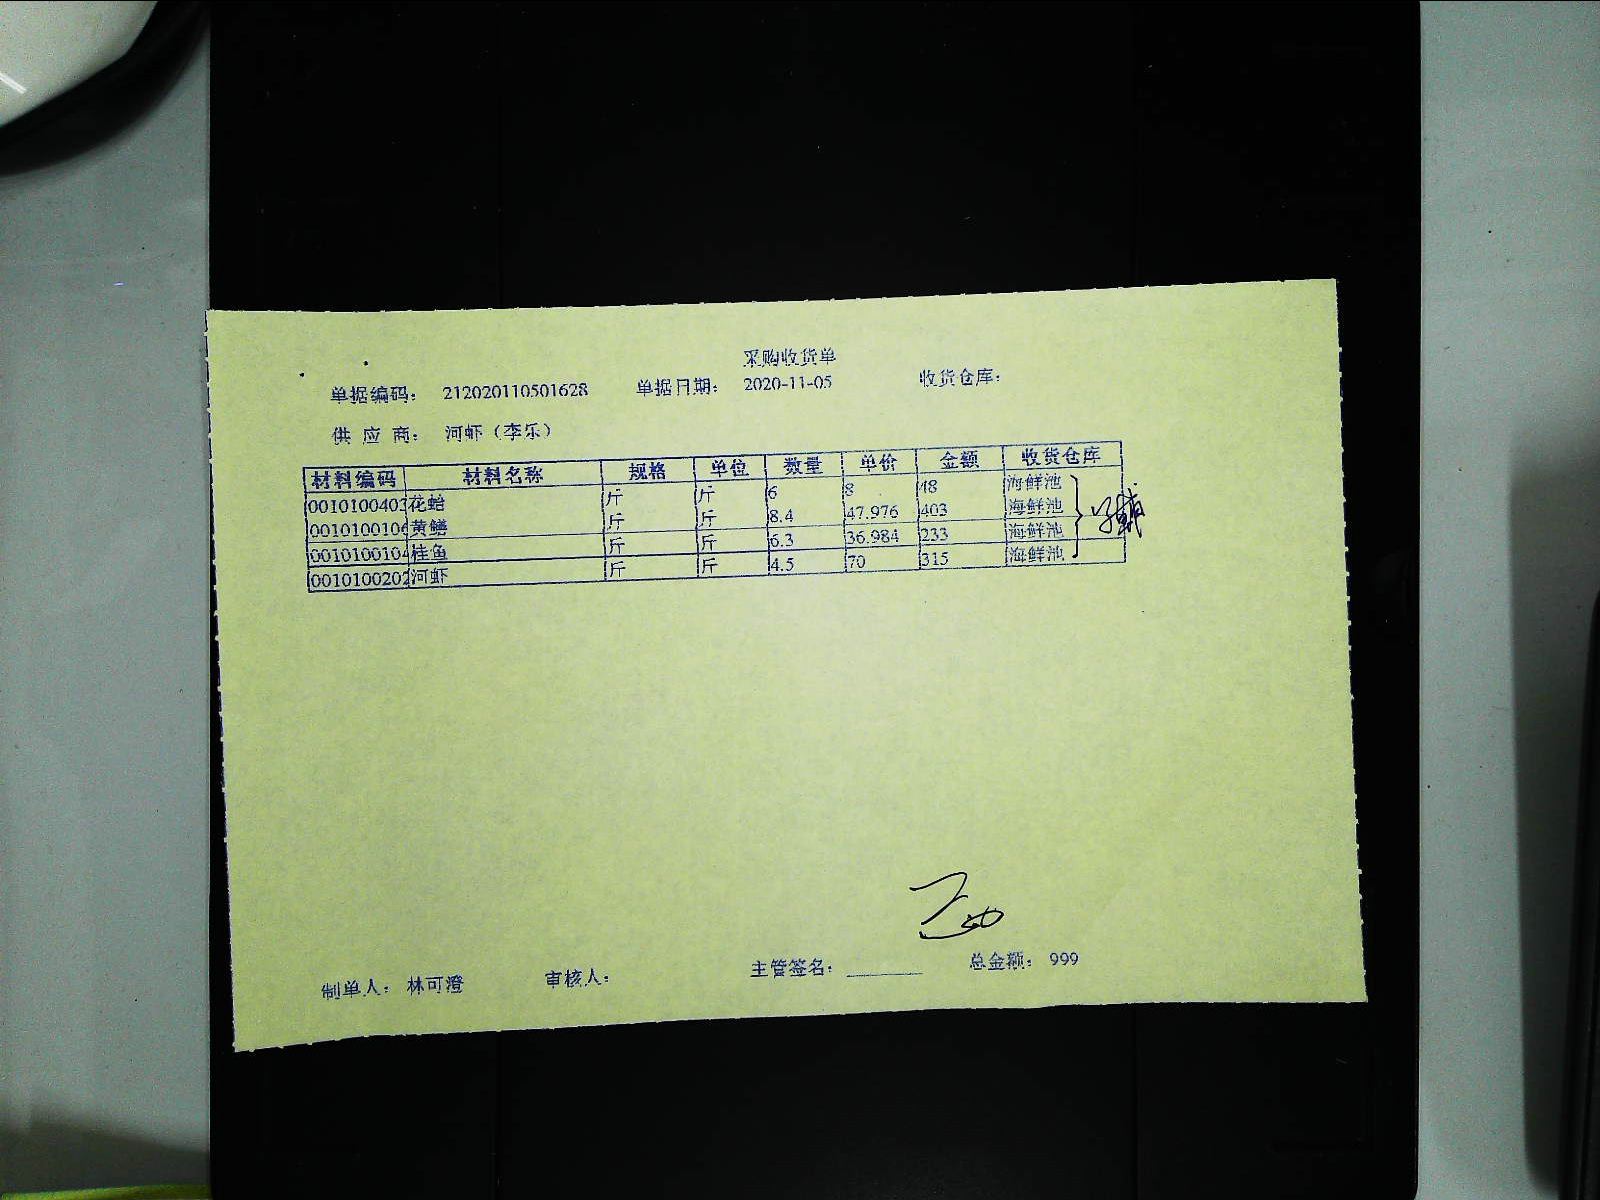 采购收货单
单据编码： 212020110501628 单据日期： 2020-11-05 收货仓库：
供 应 商： 河虾（李乐）
材料编码 材料名称 规格 单位 数量 单价 金额 收货仓库
0010100403 花蛤 斤 斤 6 8 48 海鲜池
0010100106 黄鳝 斤 斤 8.4 47.976 403 海鲜池
0010100104 桂鱼 斤 斤 6.3 36.984 233 海鲜池
0010100202 河虾 斤 斤 4.5 70 315 海鲜池
制单人： 林可澄 审核人： 主管签名： 总金额： 999